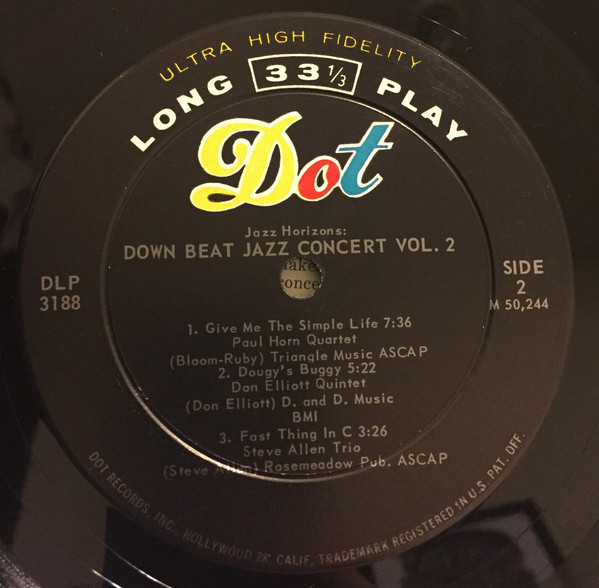 ULTRA HIGH FIDELITY
LONG 33 1/3 PLAY
Dot
Jazz Horizons:
DOWN BEAT JAZZ CONCERT VOL. 2
DLP
3188
SIDE
2
M 50,244
1. Give Me The Simple Life 7:36
Paul Horn Quartet
(Bloom-Ruby) Triangle Music ASCAP
2. Dougy's Buggy 5:22
Don Elliott Quintet
(Don Elliott) D. and D. Music
BMI
3. Fast Thing In C 3:26
Steve Allen Trio
(Steve Allen) Rosemeadow Pub. ASCAP
DOT RECORDS, INC., HOLLYWOOD 28, CALIF. TRADEMARK REGISTERED IN U.S. PAT. OFF.